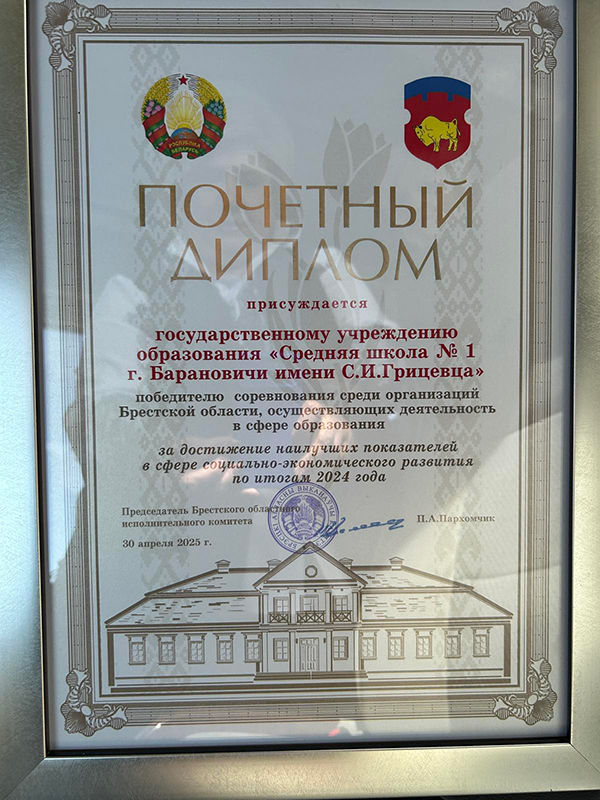 РЭСПУБЛІКА
БЕЛАРУСЬ
ПОЧЕТНЫЙ
ДИПЛОМ
присуждается
государственному учреждению
образования «Средняя школа № 1
г. Барановичи имени С.И.Грицевца»
победителю соревнования среди организаций
Брестской области, осуществляющих деятельность
в сфере образования
за достижение наилучших показателей
в сфере социально-экономического развития
по итогам 2024 года
Председатель Брестского областного
исполнительного комитета
П.А.Пархомчик
30 апреля 2025 г.